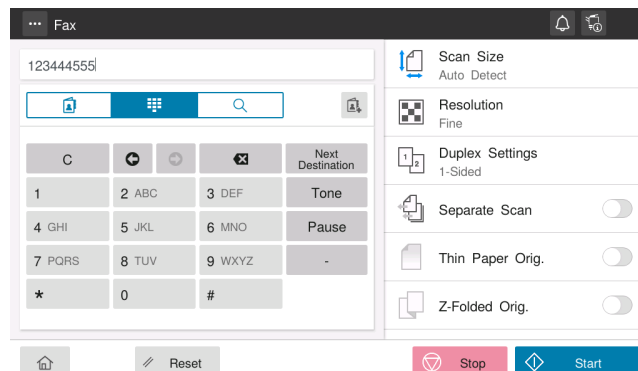 Fax
123444555
C
Next
Destination
1
2 ABC
3 DEF
Tone
4 GHI
5 JKL
6 MNO
Pause
7 PQRS
8 TUV
9 WXYZ
-
*
0
#
Scan Size
Auto Detect
Resolution
Fine
1 2
Duplex Settings
1-Sided
Separate Scan
Thin Paper Orig.
Z-Folded Orig.
Reset
Stop
Start